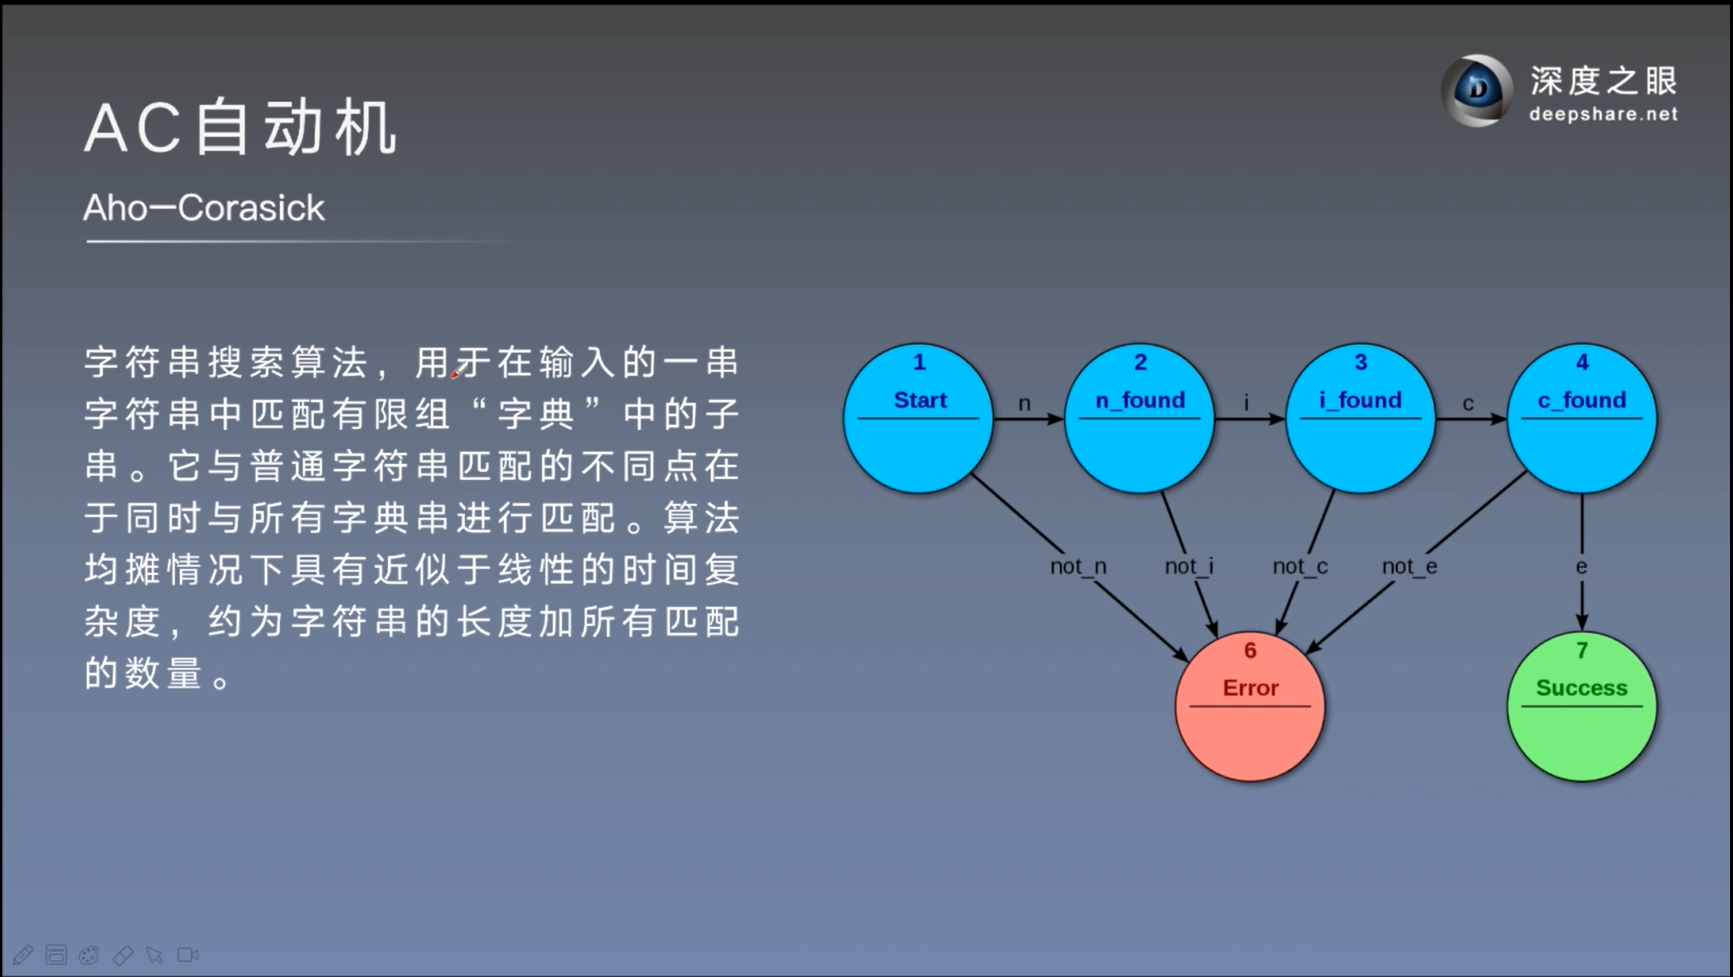 深度之眼
deepshare.net
AC自动机
Aho—Corasick
字符串搜索算法，用于在输入的一串
字符串中匹配有限组“字典”中的子
串。它与普通字符串匹配的不同点在
于同时与所有字典串进行匹配。算法
均摊情况下具有近似于线性的时间复
杂度，约为字符串的长度加所有匹配
的数量。
1
Start
n
2
n_found
i
3
i_found
c
4
c_found
not_n
not_i
not_c
not_e
e
6
Error
7
Success